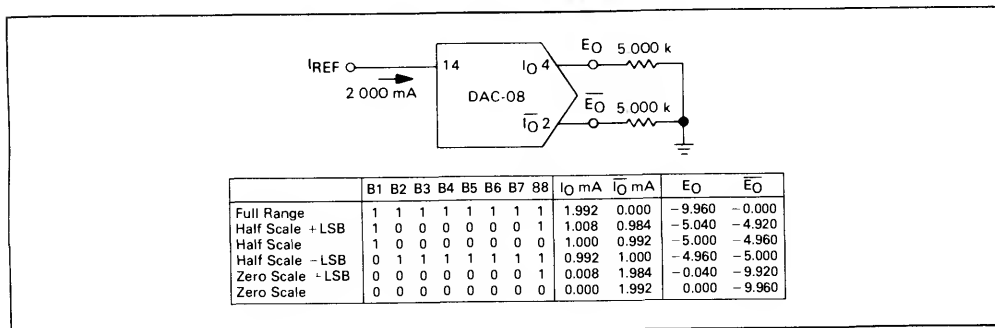 EO 5.000 k
IREF 14 IO 4
2 000 mA DAC-08
EO 5.000 k
IO 2
B1 B2 B3 B4 B5 B6 B7 88 IO mA IO mA EO EO
Full Range 1 1 1 1 1 1 1 1 1.992 0.000 −9.960 −0.000
Half Scale +LSB 1 0 0 0 0 0 0 1 1.008 0.984 −5.040 −4.920
Half Scale 1 0 0 0 0 0 0 0 1.000 0.992 −5.000 −4.960
Half Scale −LSB 0 1 1 1 1 1 1 1 0.992 1.000 −4.960 −5.000
Zero Scale +LSB 0 0 0 0 0 0 0 1 0.008 1.984 −0.040 −9.920
Zero Scale 0 0 0 0 0 0 0 0 0.000 1.992 0.000 −9.960